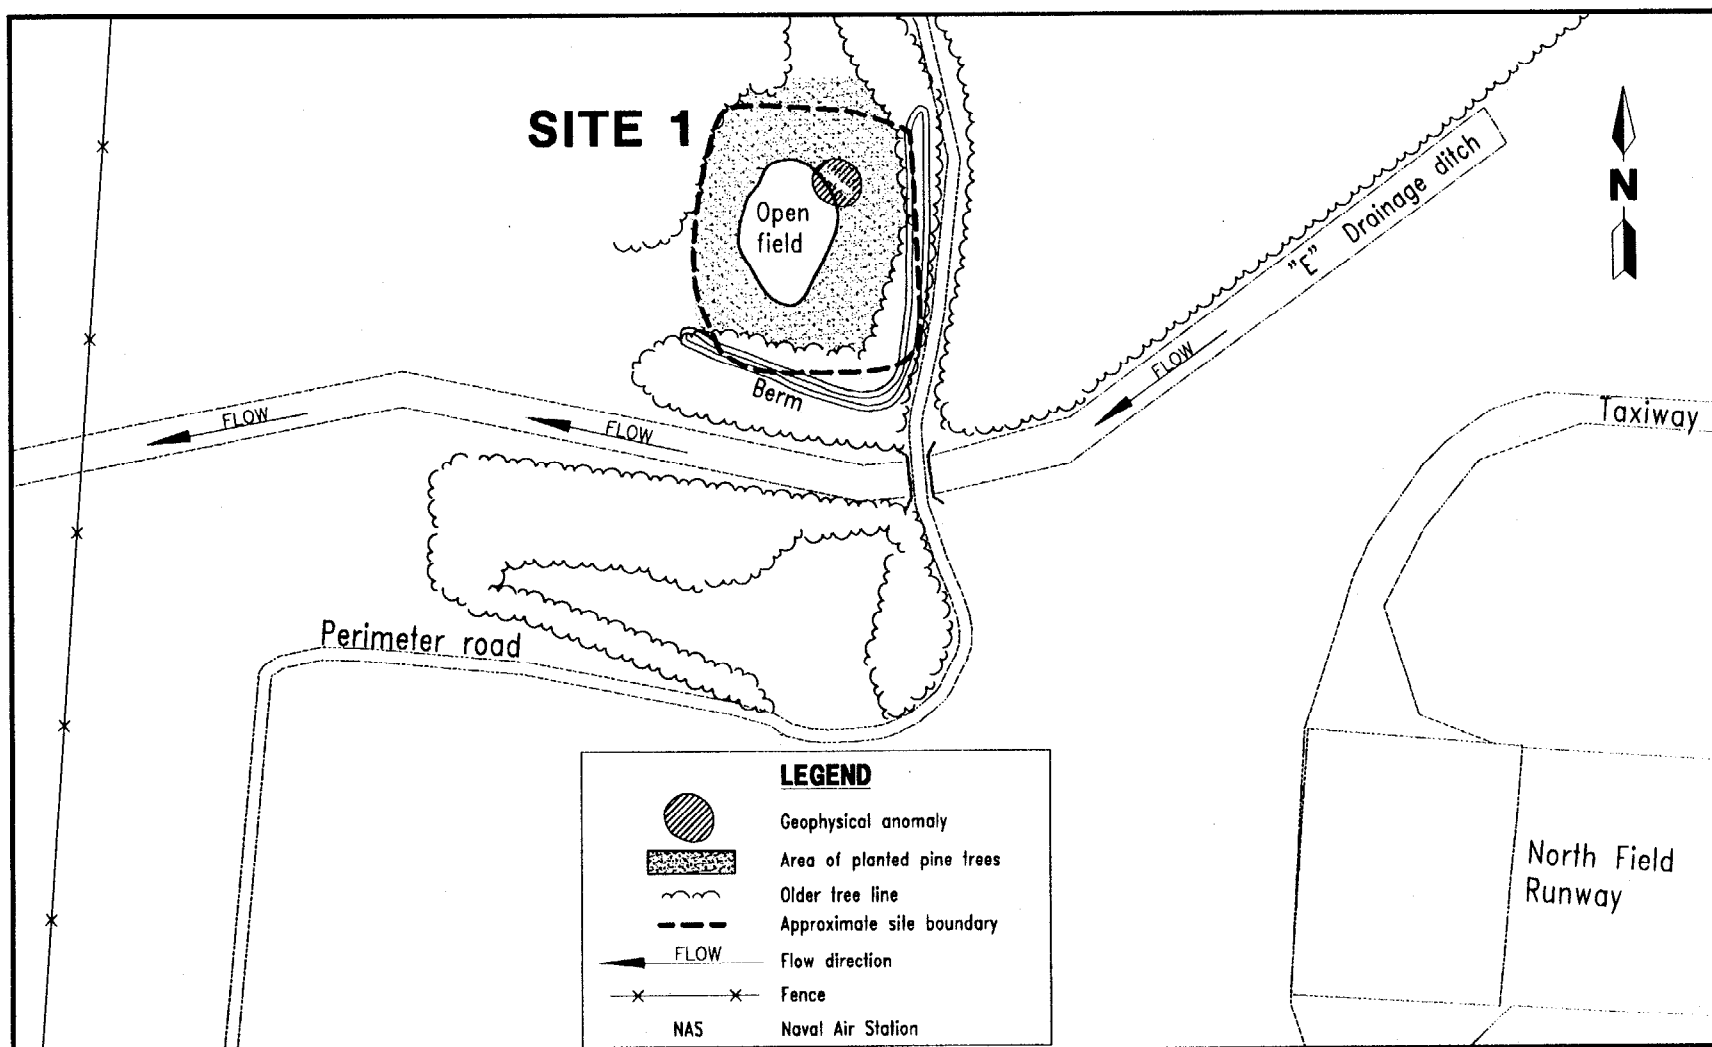 SITE 1
Open
field
"E" Drainage ditch
N
FLOW
Berm
FLOW
FLOW
Taxiway
Perimeter road
North Field
Runway
LEGEND
Geophysical anomaly
Area of planted pine trees
Older tree line
Approximate site boundary
FLOW
Flow direction
Fence
NAS
Naval Air Station